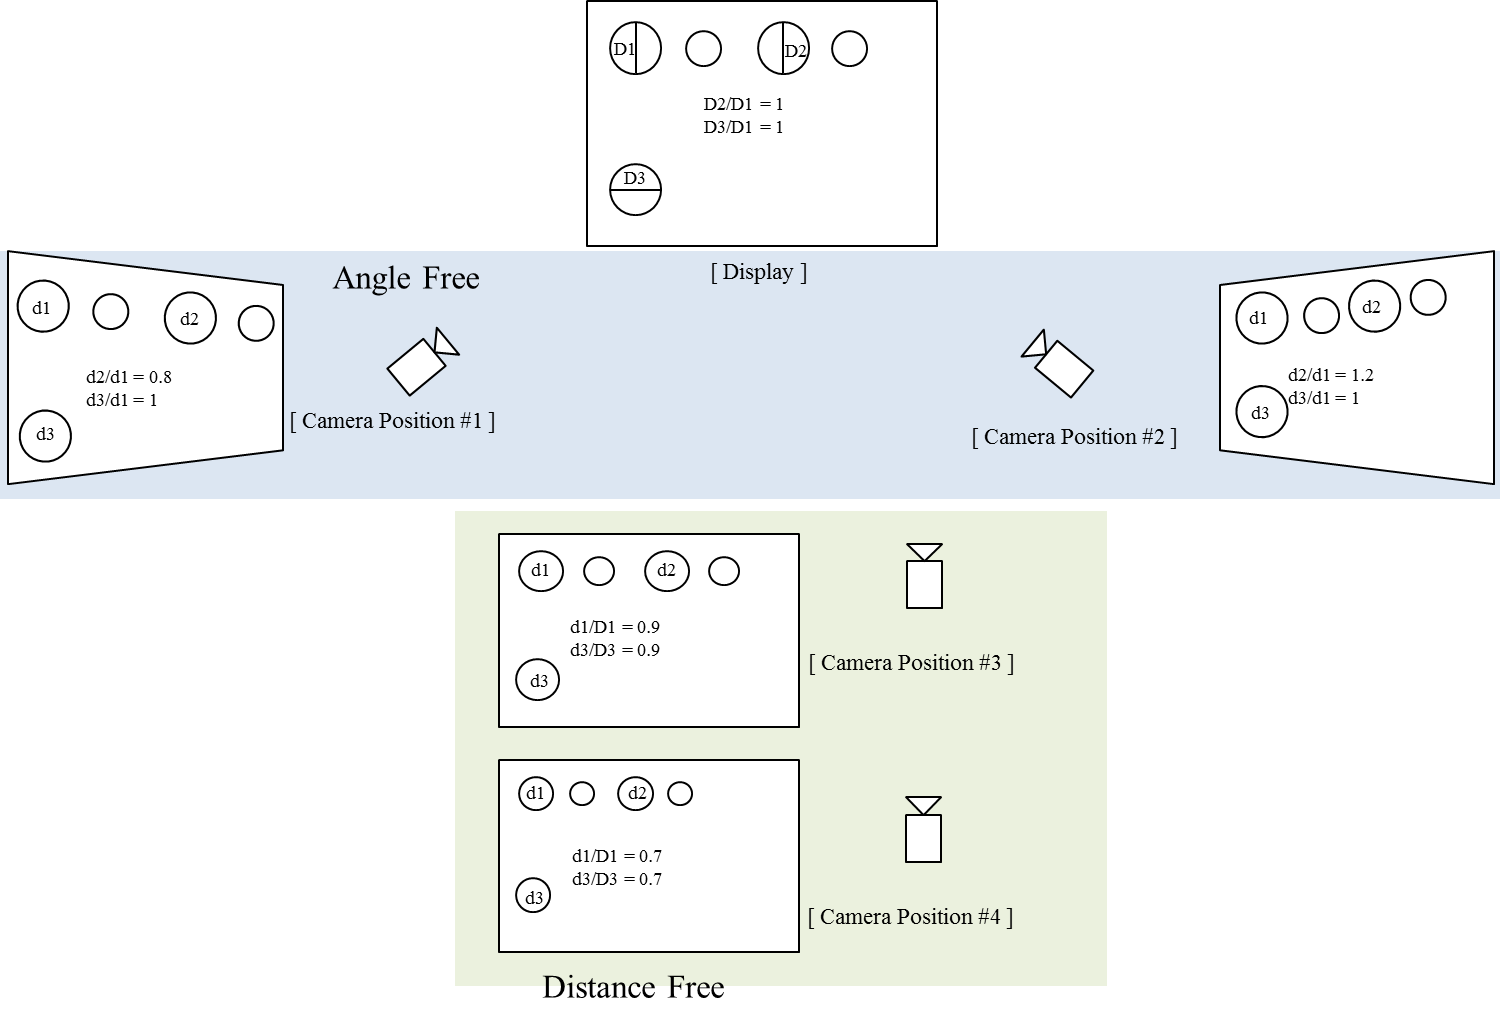 D1
D2
D2/D1 = 1
D3/D1 = 1
D3
[ Display ]
Angle Free
d1
d2
d2/d1 = 0.8
d3/d1 = 1
d3
[ Camera Position #1 ]
d1
d2
d2/d1 = 1.2
d3/d1 = 1
d3
[ Camera Position #2 ]
d1
d2
d1/D1 = 0.9
d3/D3 = 0.9
d3
[ Camera Position #3 ]
d1
d2
d1/D1 = 0.7
d3/D3 = 0.7
d3
[ Camera Position #4 ]
Distance Free